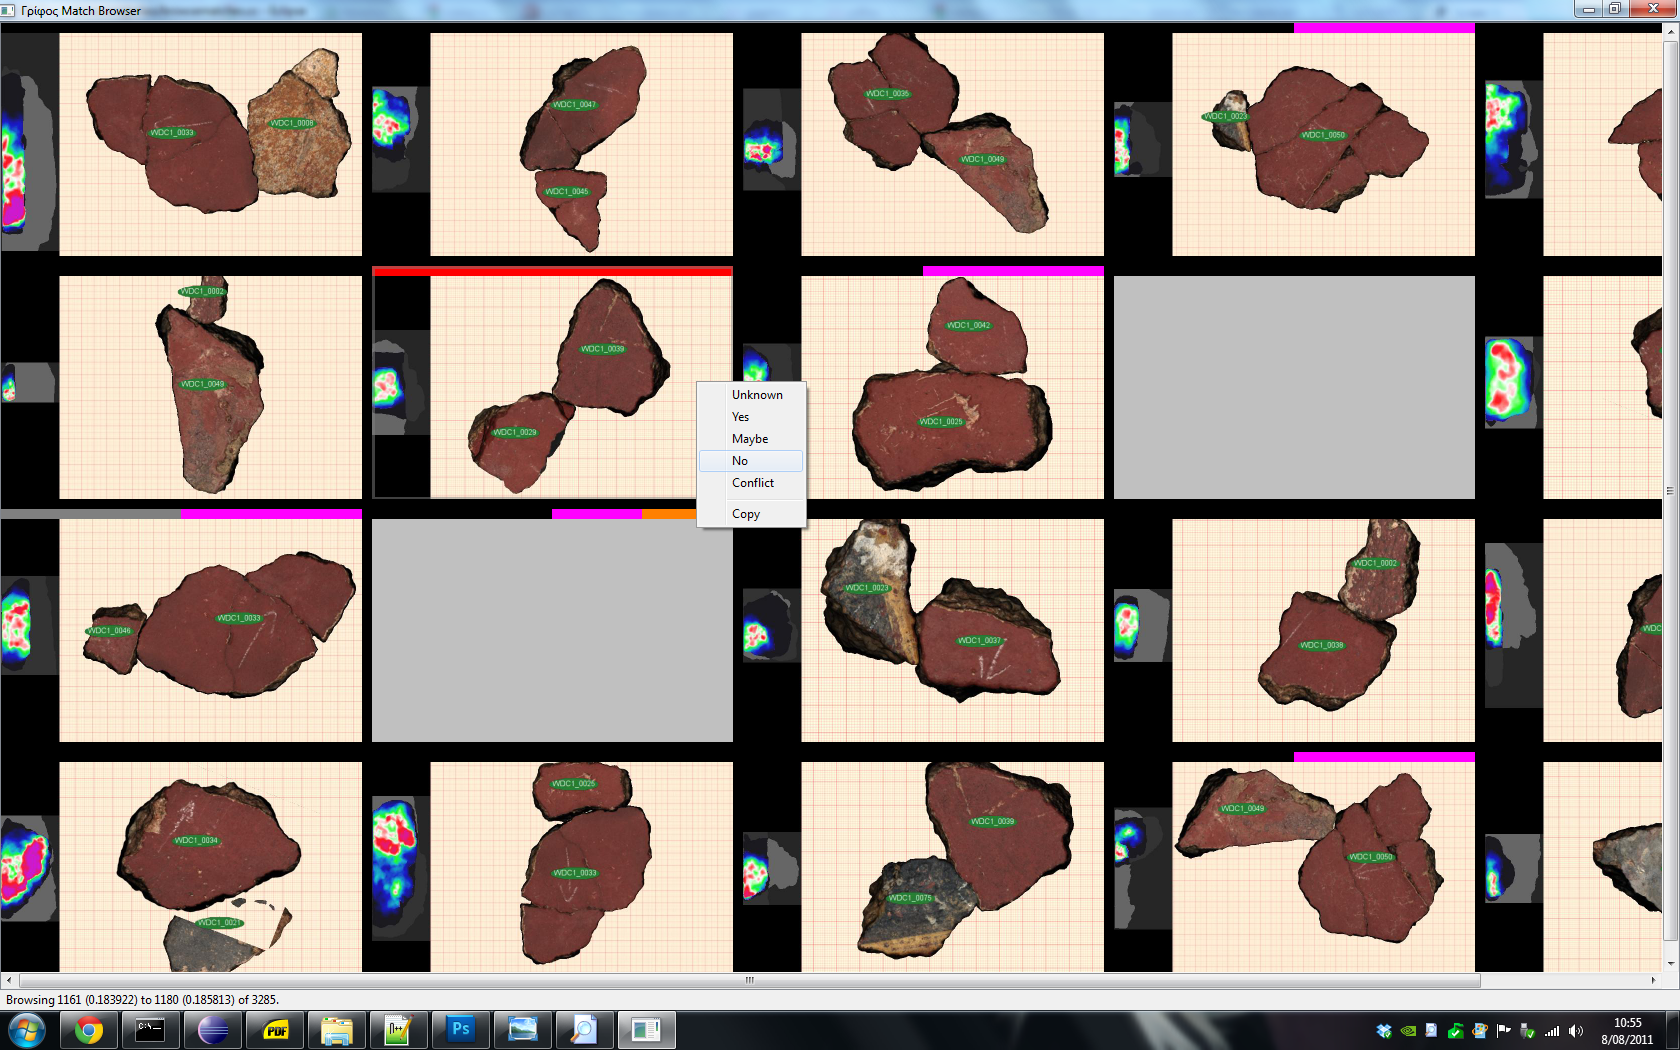 Γρίφος Match Browser
WDC1_0033
WDC1_0008
WDC1_0047
WDC1_0045
WDC1_0035
WDC1_0049
WDC1_0023
WDC1_0050
WDC1_0002
WDC1_0049
WDC1_0039
WDC1_0029
WDC1_0042
WDC1_0025
Unknown
Yes
Maybe
No
Conflict
Copy
WDC1_0046
WDC1_0033
WDC1_0023
WDC1_0037
WDC1_0002
WDC1_0038
WDC
WDC1_0034
WDC1_0021
WDC1_0025
WDC1_0033
WDC1_0039
WDC1_0075
WDC1_0049
WDC1_0050
Browsing 1161 (0.183922) to 1180 (0.185813) of 3285.
C:\.
PDF
n++
Ps
10:55
8/08/2011